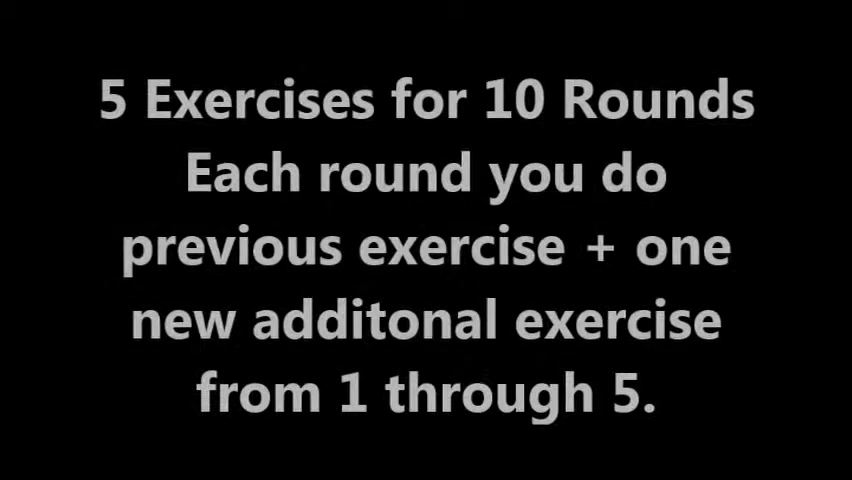 5 Exercises for 10 Rounds
Each round you do
previous exercise + one
new additonal exercise
from 1 through 5.